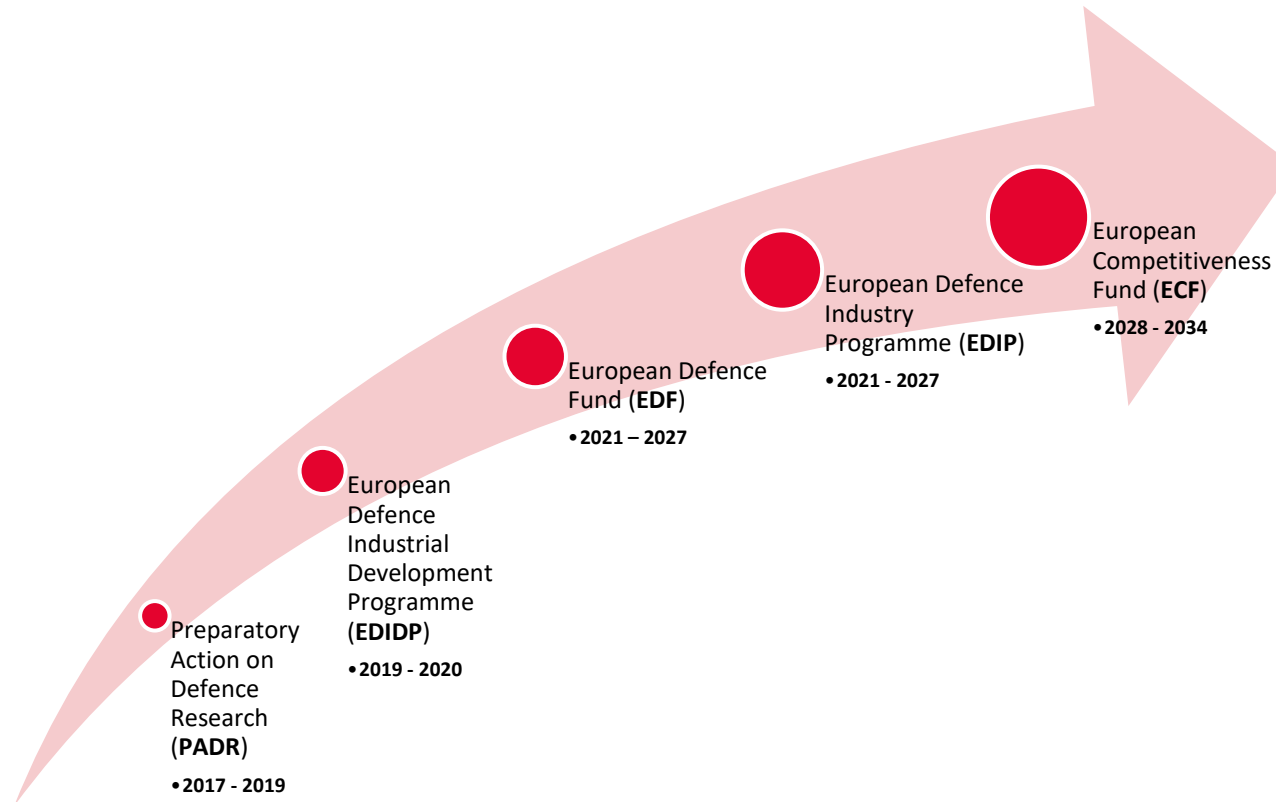 Preparatory
Action on
Defence
Research
(PADR)
•2017 - 2019
European
Defence
Industrial
Development
Programme
(EDIDP)
•2019 - 2020
European Defence
Fund (EDF)
•2021 – 2027
European Defence
Industry
Programme (EDIP)
•2021 - 2027
European
Competitiveness
Fund (ECF)
•2028 - 2034